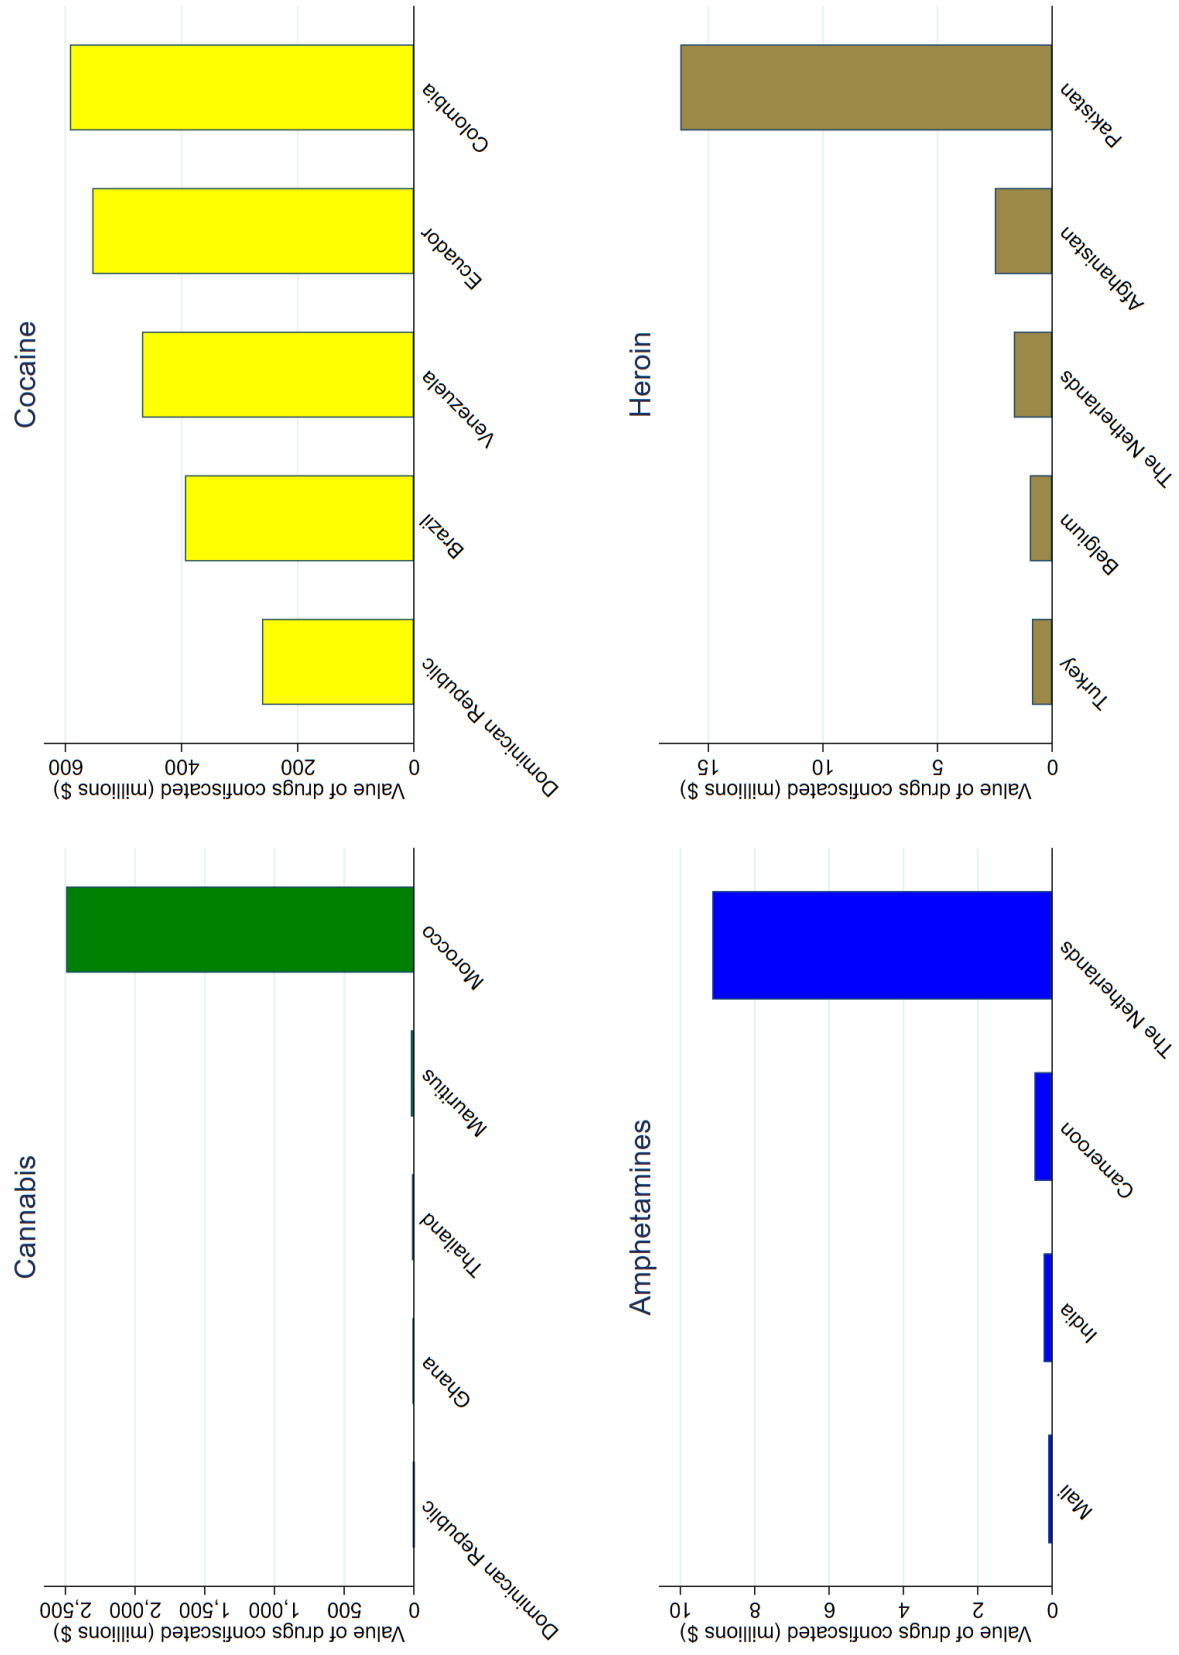 Cannabis
Value of drugs confiscated (millions $)
0
500
1,000
1,500
2,000
2,500
Dominican Republic
Ghana
Thailand
Mauritius
Morocco
Cocaine
Value of drugs confiscated (millions $)
0
200
400
600
Dominican Republic
Brazil
Venezuela
Ecuador
Colombia
Amphetamines
Value of drugs confiscated (millions $)
0
2
4
6
8
10
Mali
India
Cameroon
The Netherlands
Heroin
Value of drugs confiscated (millions $)
0
5
10
15
Turkey
Belgium
The Netherlands
Afghanistan
Pakistan